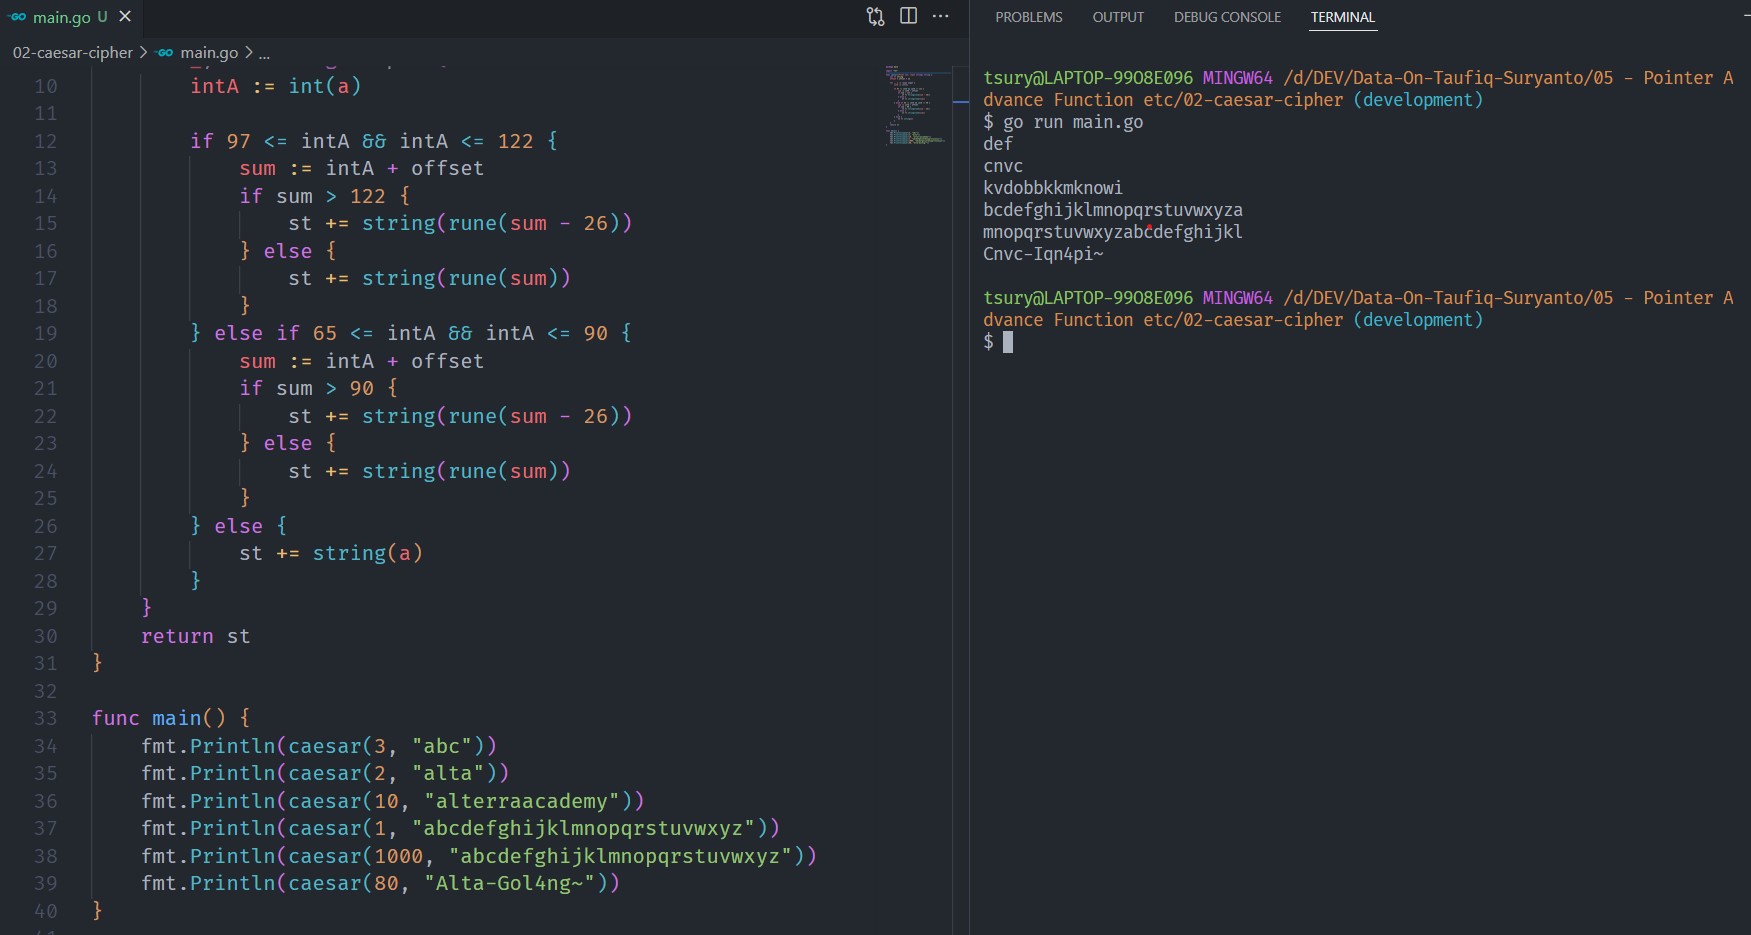 GO main.go U
02-caesar-cipher > GO main.go > ...
10 intA := int(a)
11
12 if 97 <= intA && intA <= 122 {
13 sum := intA + offset
14 if sum > 122 {
15 st += string(rune(sum - 26))
16 } else {
17 st += string(rune(sum))
18 }
19 } else if 65 <= intA && intA <= 90 {
20 sum := intA + offset
21 if sum > 90 {
22 st += string(rune(sum - 26))
23 } else {
24 st += string(rune(sum))
25 }
26 } else {
27 st += string(a)
28 }
29 }
30 return st
31 }
32
33 func main() {
34 fmt.Println(caesar(3, "abc"))
35 fmt.Println(caesar(2, "alta"))
36 fmt.Println(caesar(10, "alterraacademy"))
37 fmt.Println(caesar(1, "abcdefghijklmnopqrstuvwxyz"))
38 fmt.Println(caesar(1000, "abcdefghijklmnopqrstuvwxyz"))
39 fmt.Println(caesar(80, "Alta-Gol4ng~"))
40 }
PROBLEMS OUTPUT DEBUG CONSOLE TERMINAL
tsury@LAPTOP-99O8E096 MINGW64 /d/DEV/Data-On-Taufiq-Suryanto/05 - Pointer A
dvance Function etc/02-caesar-cipher (development)
$ go run main.go
def
cnvc
kvdobbkkmknowi
bcdefghijklmnopqrstuvwxyza
mnopqrstuvwxyzabcdefghijkl
Cnvc-Iqn4pi~
tsury@LAPTOP-99O8E096 MINGW64 /d/DEV/Data-On-Taufiq-Suryanto/05 - Pointer A
dvance Function etc/02-caesar-cipher (development)
$